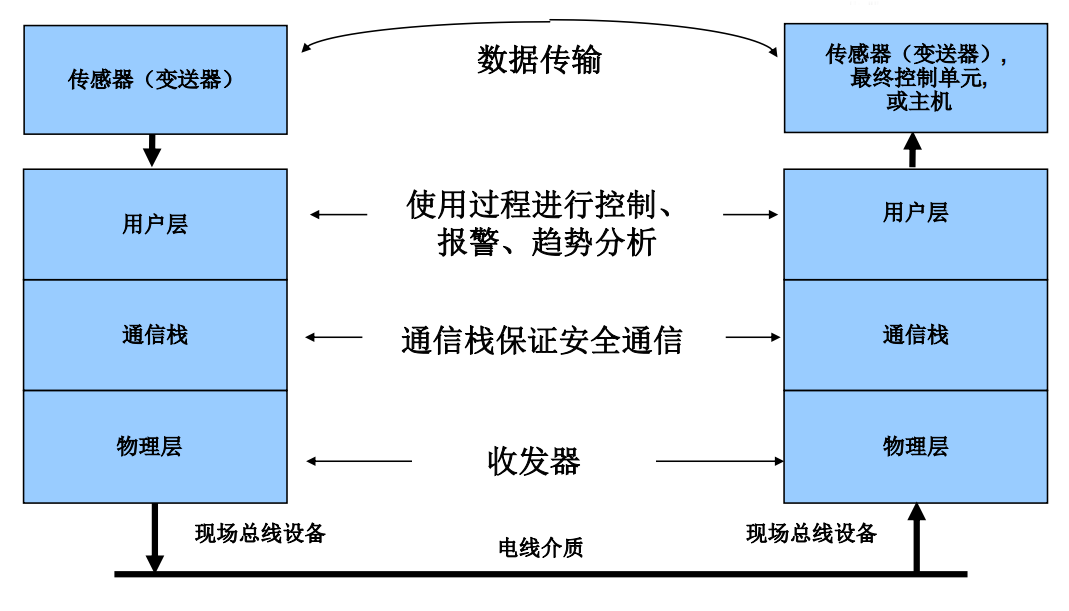 传感器（变送器）
数据传输
传感器（变送器）,
最终控制单元,
或主机
用户层
使用过程进行控制、
报警、趋势分析
用户层
通信栈
通信栈保证安全通信
通信栈
物理层
收发器
物理层
现场总线设备
电线介质
现场总线设备